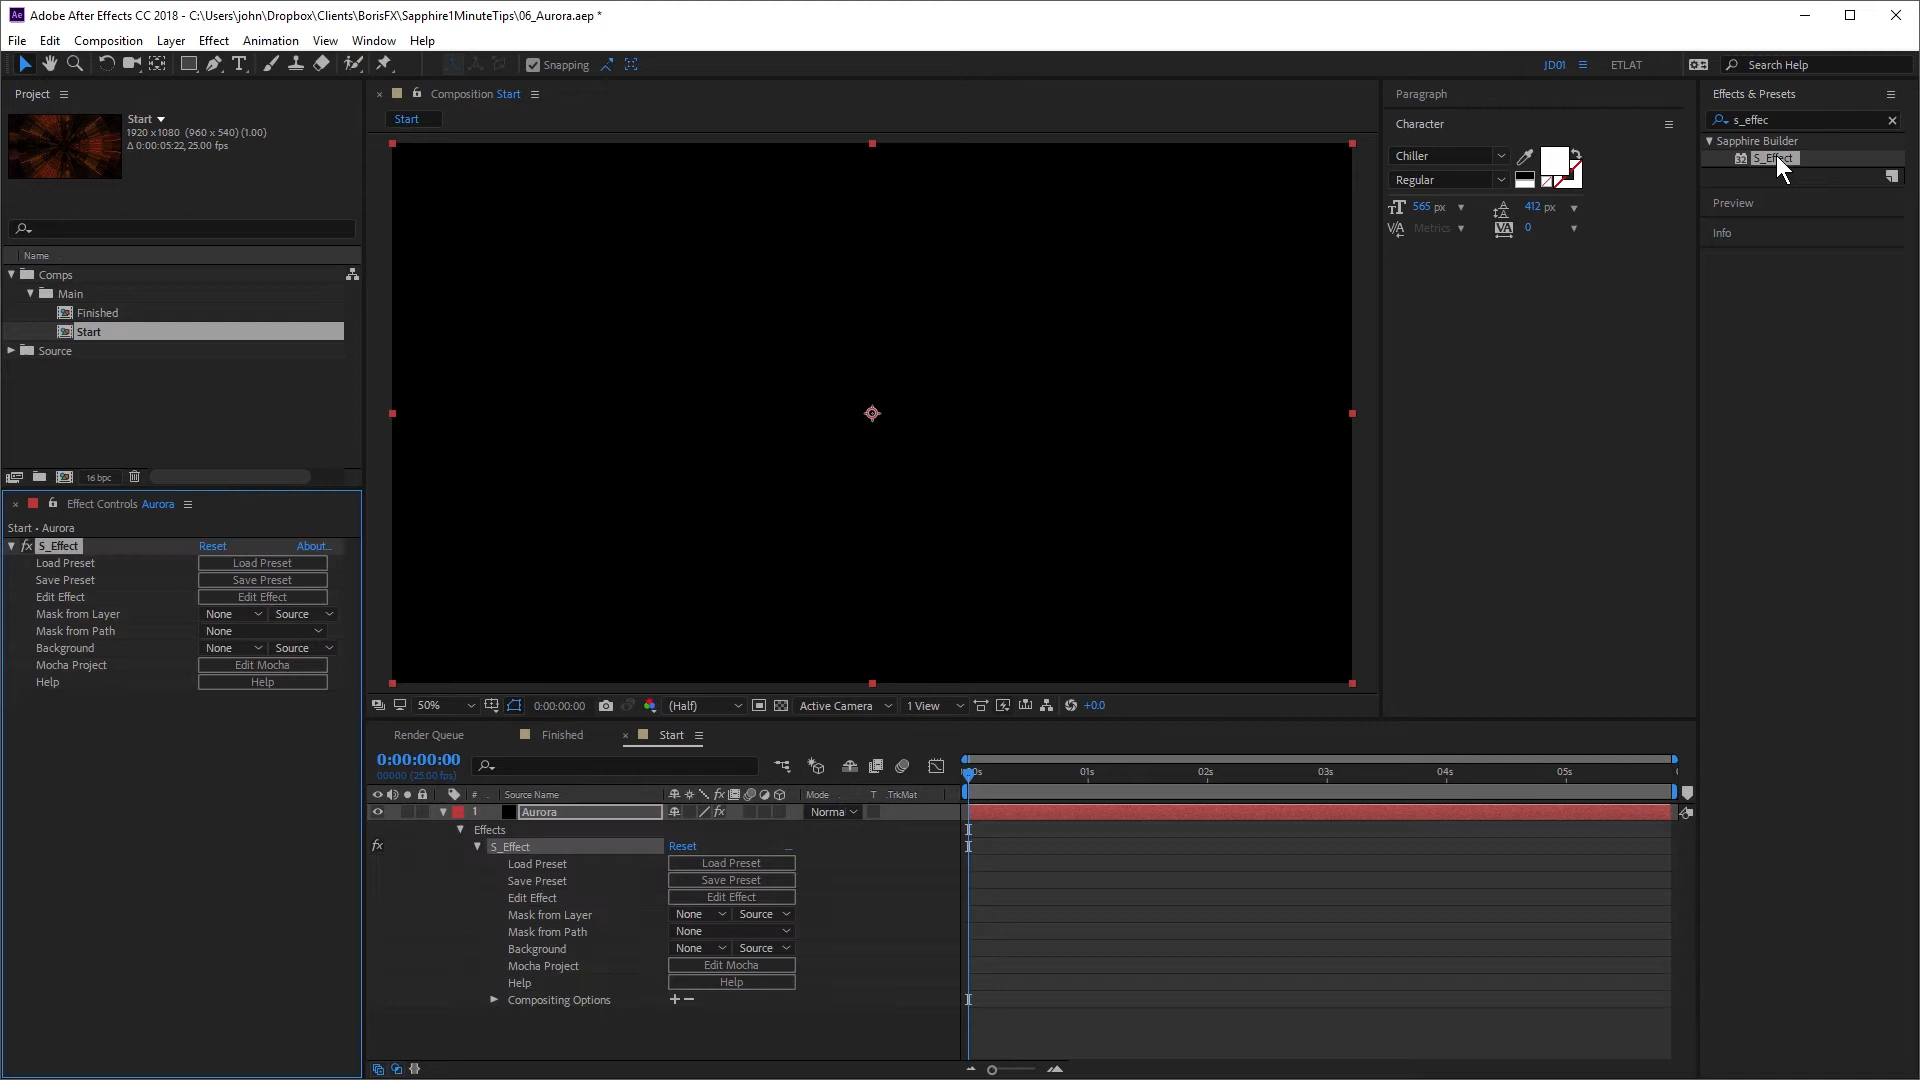 Adobe After Effects CC 2018 - C:\Users\john\Dropbox\Clients\BorisFX\Sapphire1MinuteTips\06_Aurora.aep *
File Edit Composition Layer Effect Animation View Window Help
Snapping JD01 ETLAT Search Help
Project
Start
1920 x1080 (960 x 540) (1.00)
Δ 0:00:05:22, 25.00 fps
Name
Comps
Main
Finished
Start
Source
16 bpc
Composition Start
Start
50% 0:00:00:00 (Half) Active Camera 1 View +0.0
Paragraph
Character
Chiller
Regular
565 px 412 px
Metrics 0
Effects & Presets
s_effec
Sapphire Builder
32 S_Effect
Preview
Info
Effect Controls Aurora
Start • Aurora
fx S_Effect Reset About...
Load Preset Load Preset
Save Preset Save Preset
Edit Effect Edit Effect
Mask from Layer None Source
Mask from Path None
Background None Source
Mocha Project Edit Mocha
Help Help
Render Queue Finished Start
0:00:00:00
00000 (25.00 fps)
01s 02s 03s 04s 05s
# Source Name Mode T .TrkMat
1 Aurora Norma
Effects
fx S_Effect Reset
Load Preset Load Preset
Save Preset Save Preset
Edit Effect Edit Effect
Mask from Layer None Source
Mask from Path None
Background None Source
Mocha Project Edit Mocha
Help Help
Compositing Options